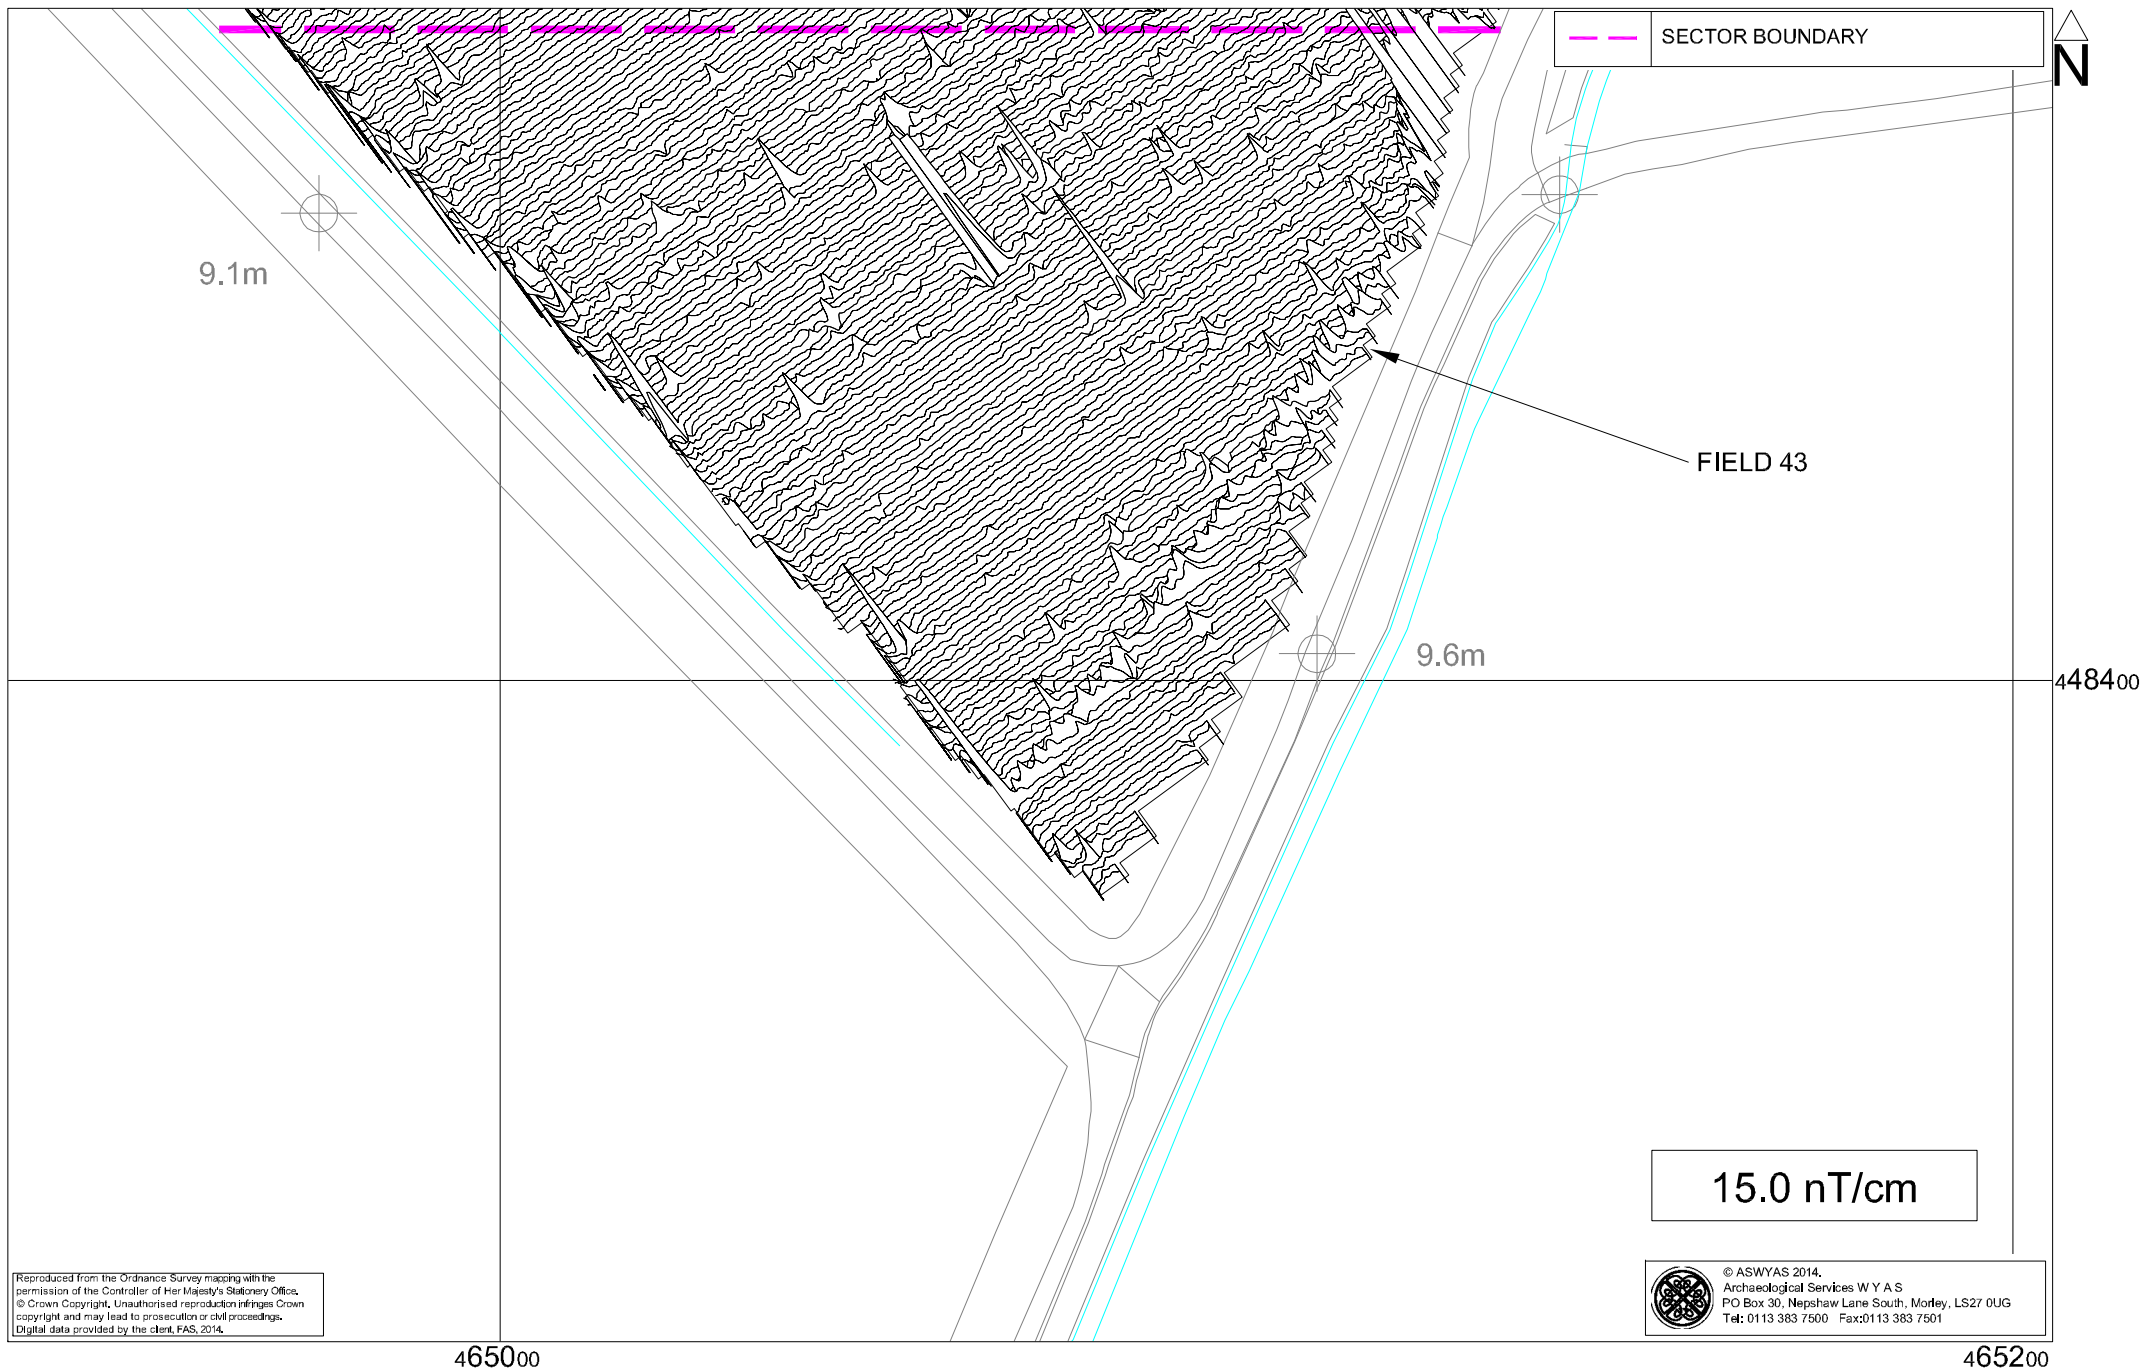 SECTOR BOUNDARY
N
9.1m
FIELD 43
9.6m
448400
15.0 nT/cm
Reproduced from the Ordnance Survey mapping with the
permission of the Controller of Her Majesty's Stationery Office.
© Crown Copyright. Unauthorised reproduction infringes Crown
copyright and may lead to prosecution or civil proceedings.
Digital data provided by the client, FAS, 2014.
© ASWYAS 2014.
Archaeological Services W Y A S
PO Box 30, Nepshaw Lane South, Morley, LS27 0UG
Tel: 0113 383 7500 Fax:0113 383 7501
465000
465200